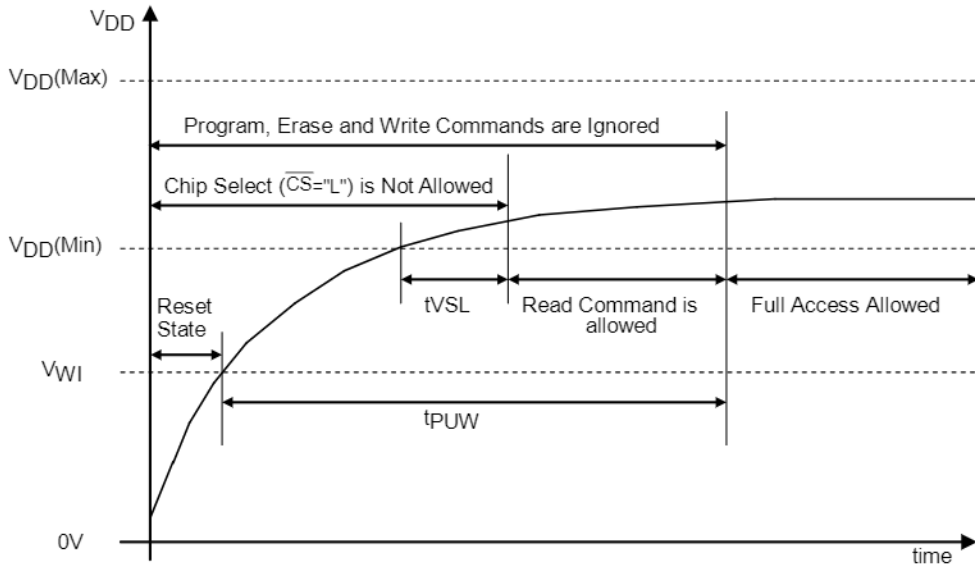 VDD
VDD(Max)
Program, Erase and Write Commands are Ignored
Chip Select (C̅S̅="L") is Not Allowed
VDD(Min)
Reset
State
tVSL
Read Command is
allowed
Full Access Allowed
VWI
tPUW
0V
time